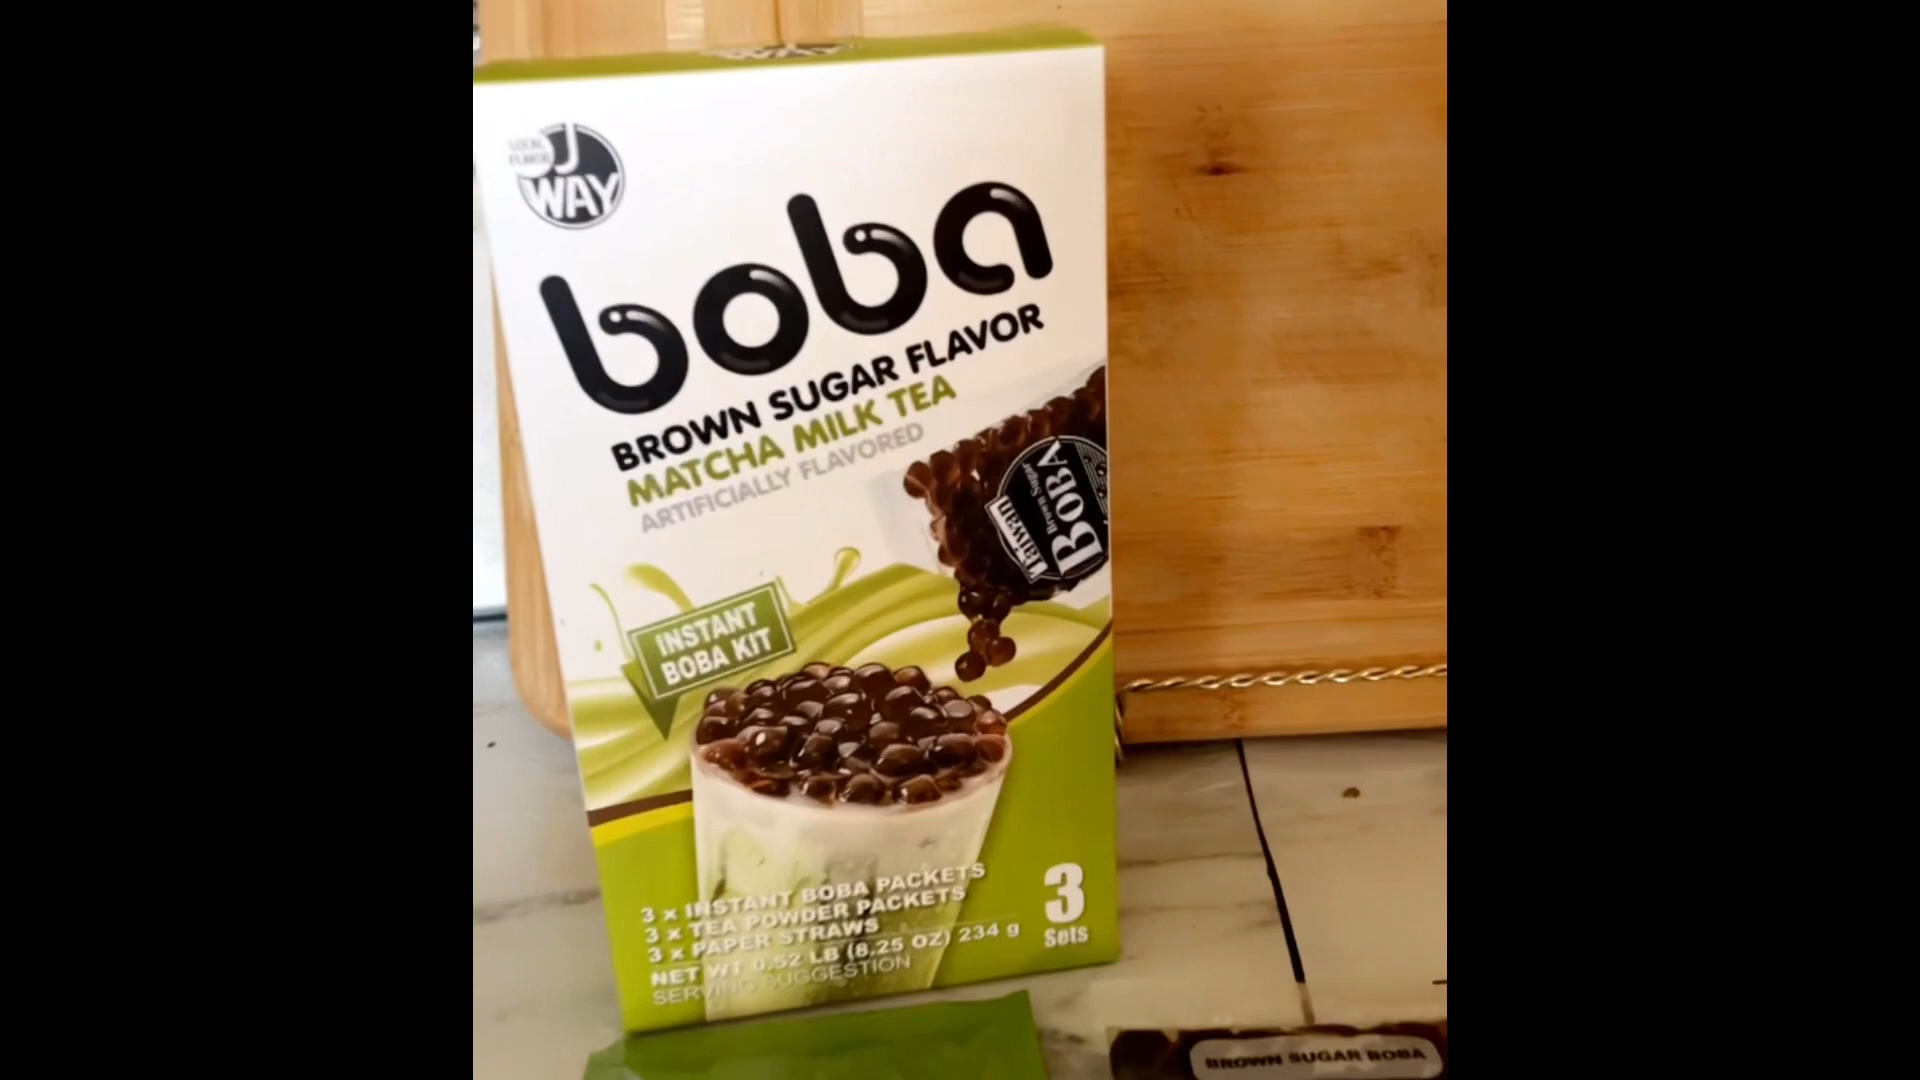 LOCAL
FLAVOR
J
WAY
boba
BROWN SUGAR FLAVOR
MATCHA MILK TEA
ARTIFICIALLY FLAVORED
Taiwan
Brown Sugar
BOBA
INSTANT
BOBA KIT
3 x INSTANT BOBA PACKETS
3 x TEA POWDER PACKETS
3 x PAPER STRAWS
NET WT 0.52 LB (8.25 OZ) 234 g
SERVING SUGGESTION
3
Sets
BROWN SUGAR BOBA